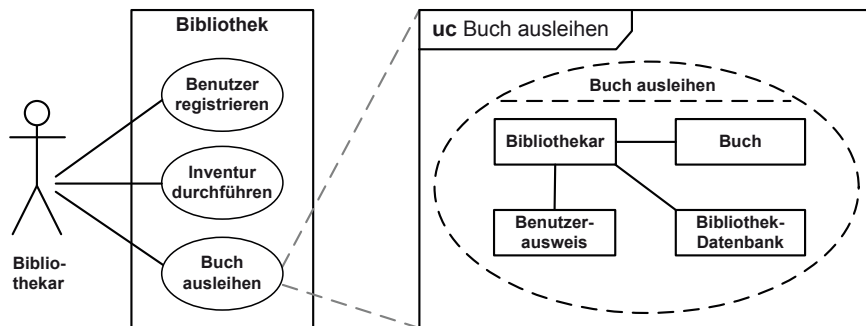 Bibliothek
Benutzer
registrieren
Inventur
durchführen
Buch
ausleihen
Biblio-
thekar
uc Buch ausleihen
Buch ausleihen
Bibliothekar
Buch
Benutzer-
ausweis
Bibliothek-
Datenbank